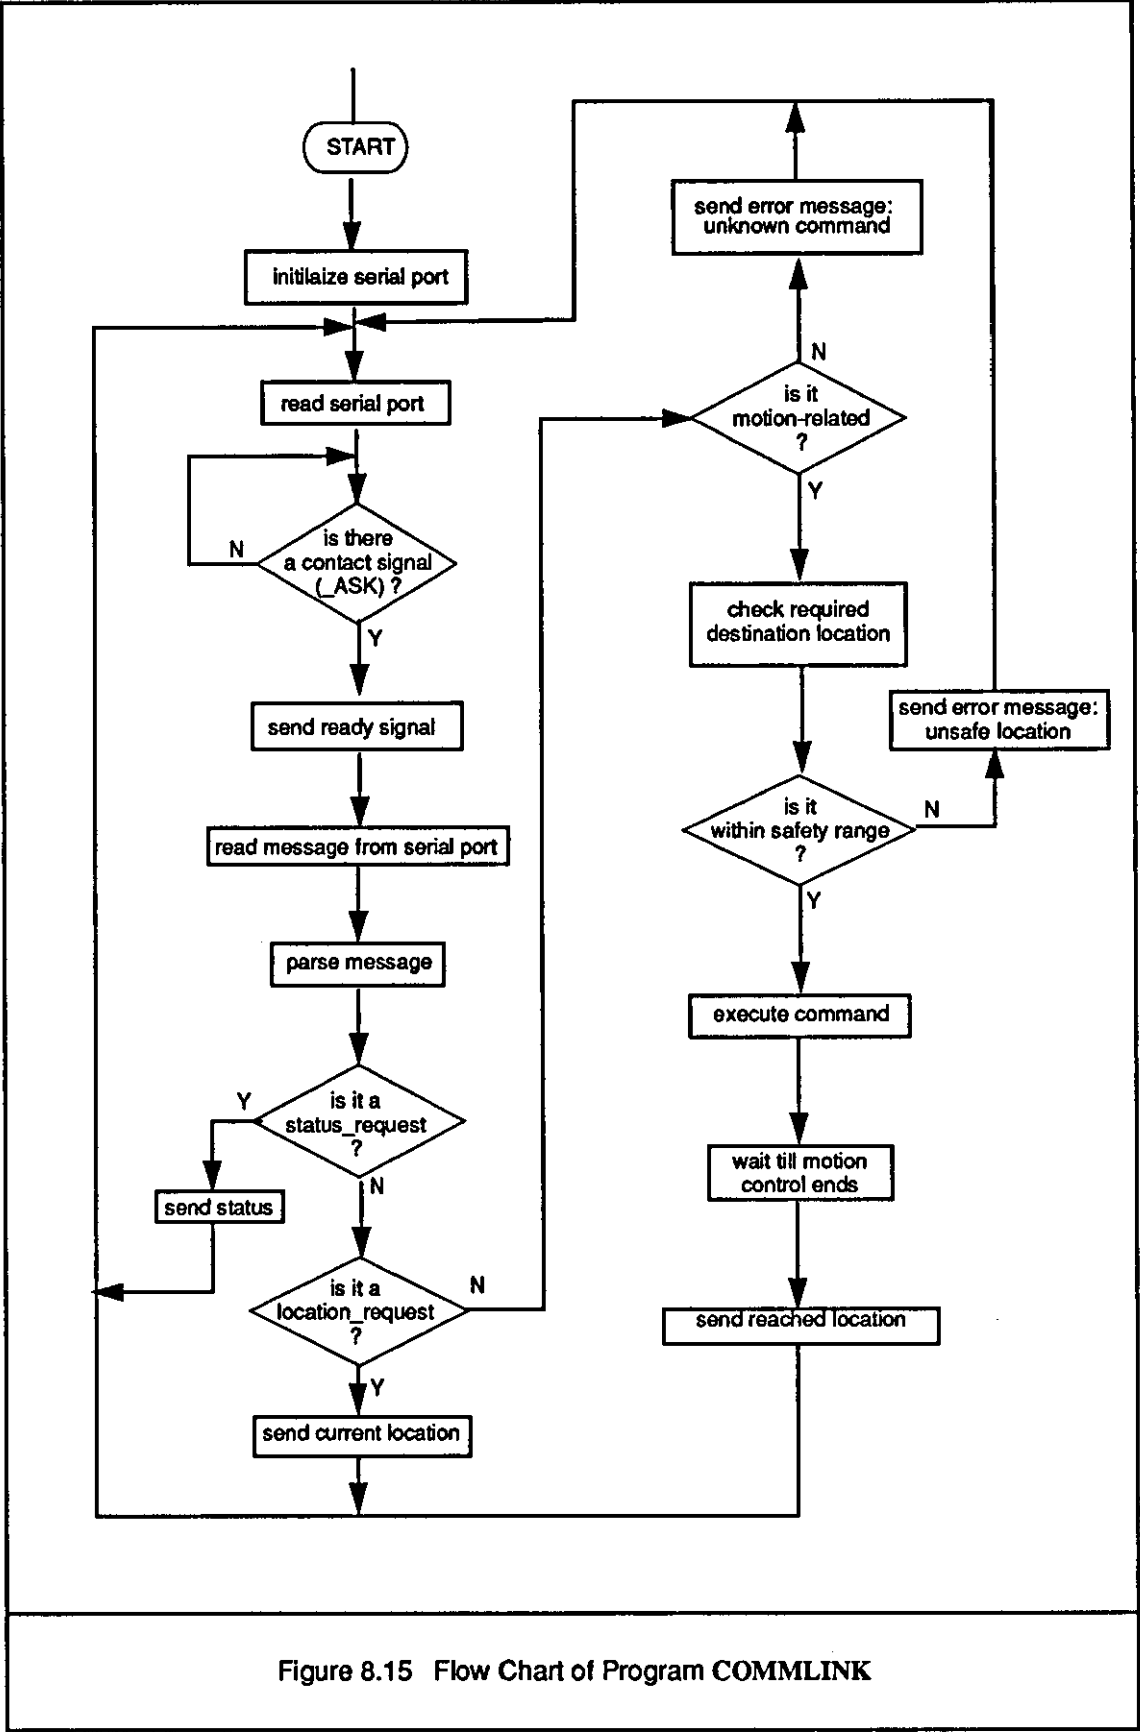 START
initilaize serial port
read serial port
is there
a contact signal
(_ASK) ?
N
Y
send ready signal
read message from serial port
parse message
Y
is it a
status_request
?
N
send status
is it a
location_request
?
N
Y
send current location
send error message:
unknown command
N
is it
motion-related
?
Y
check required
destination location
send error message:
unsafe location
is it
within safety range
?
N
Y
execute command
wait till motion
control ends
send reached location
Figure 8.15 Flow Chart of Program COMMLINK